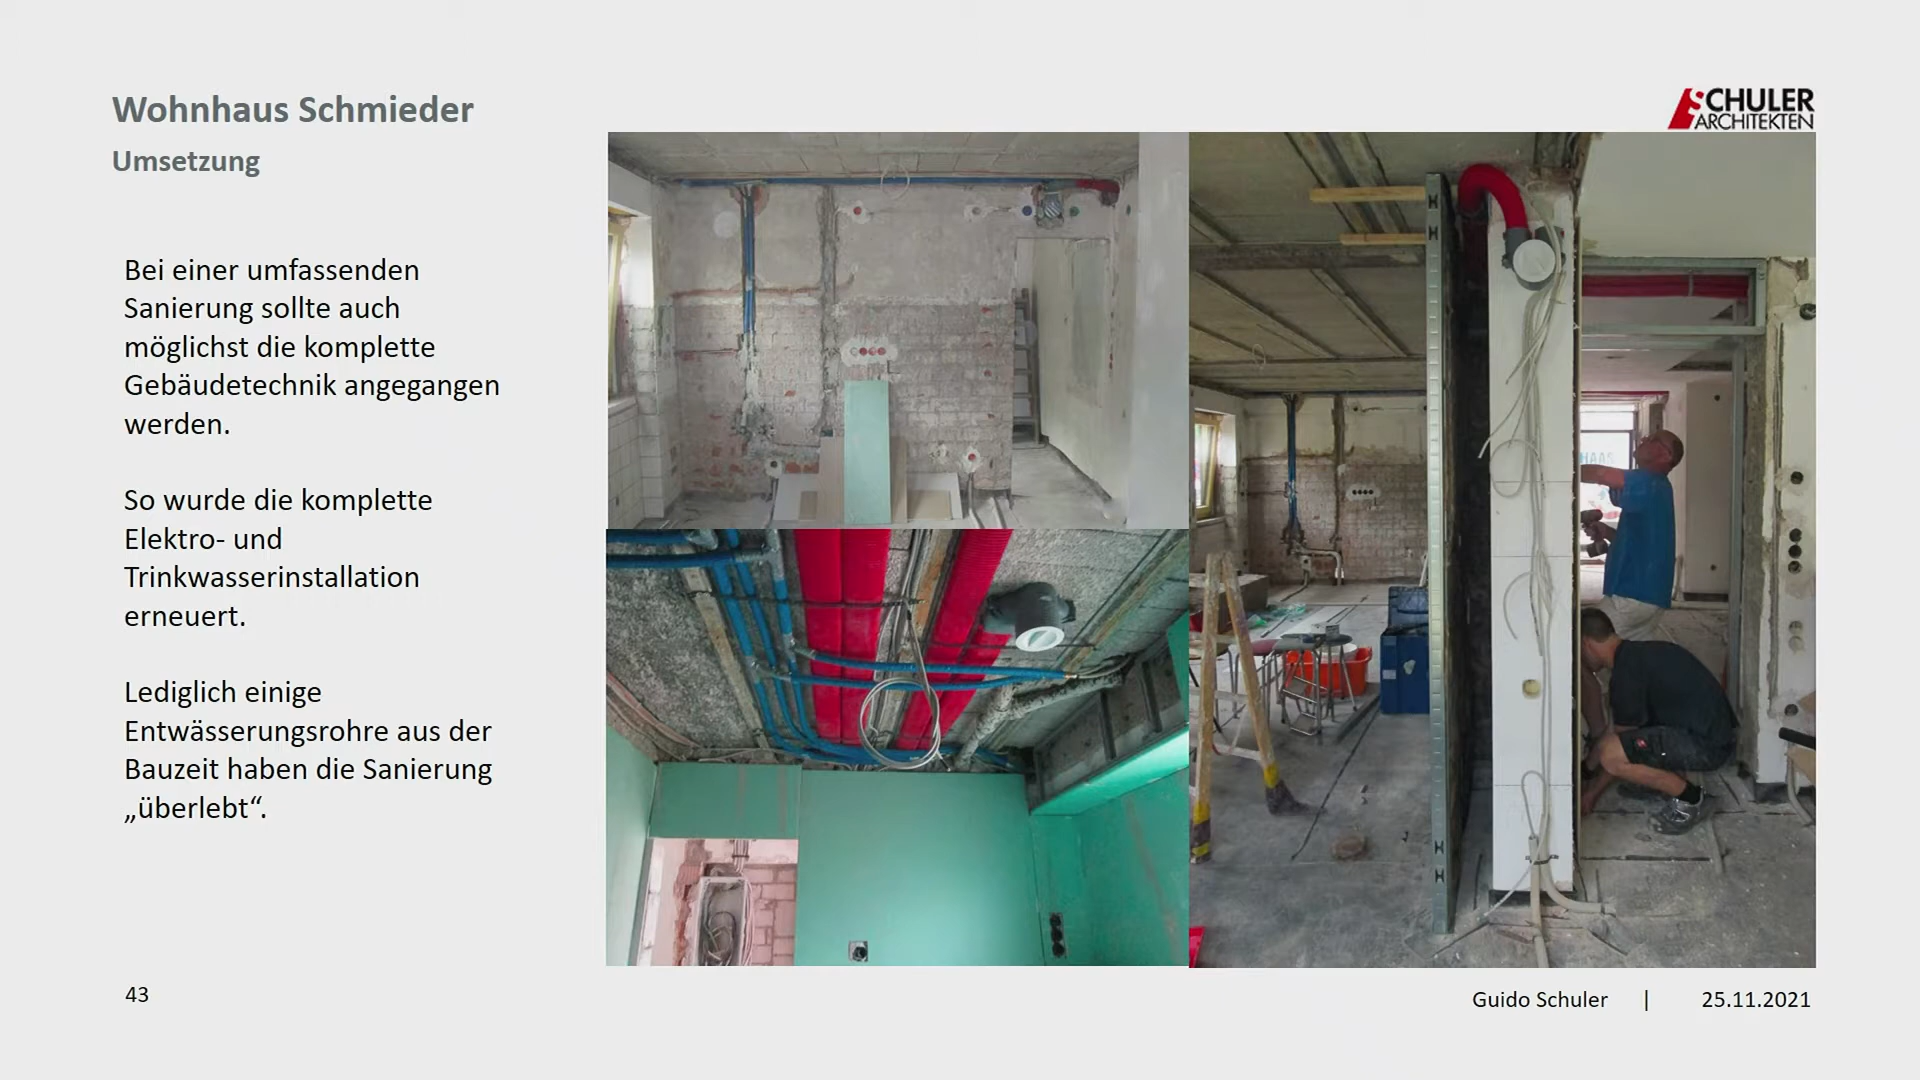 Wohnhaus Schmieder
Umsetzung
SCHULER
ARCHITEKTEN
Bei einer umfassenden
Sanierung sollte auch
möglichst die komplette
Gebäudetechnik angegangen
werden.
So wurde die komplette
Elektro- und
Trinkwasserinstallation
erneuert.
Lediglich einige
Entwässerungsrohre aus der
Bauzeit haben die Sanierung
„überlebt“.
HAAS
43
Guido Schuler | 25.11.2021